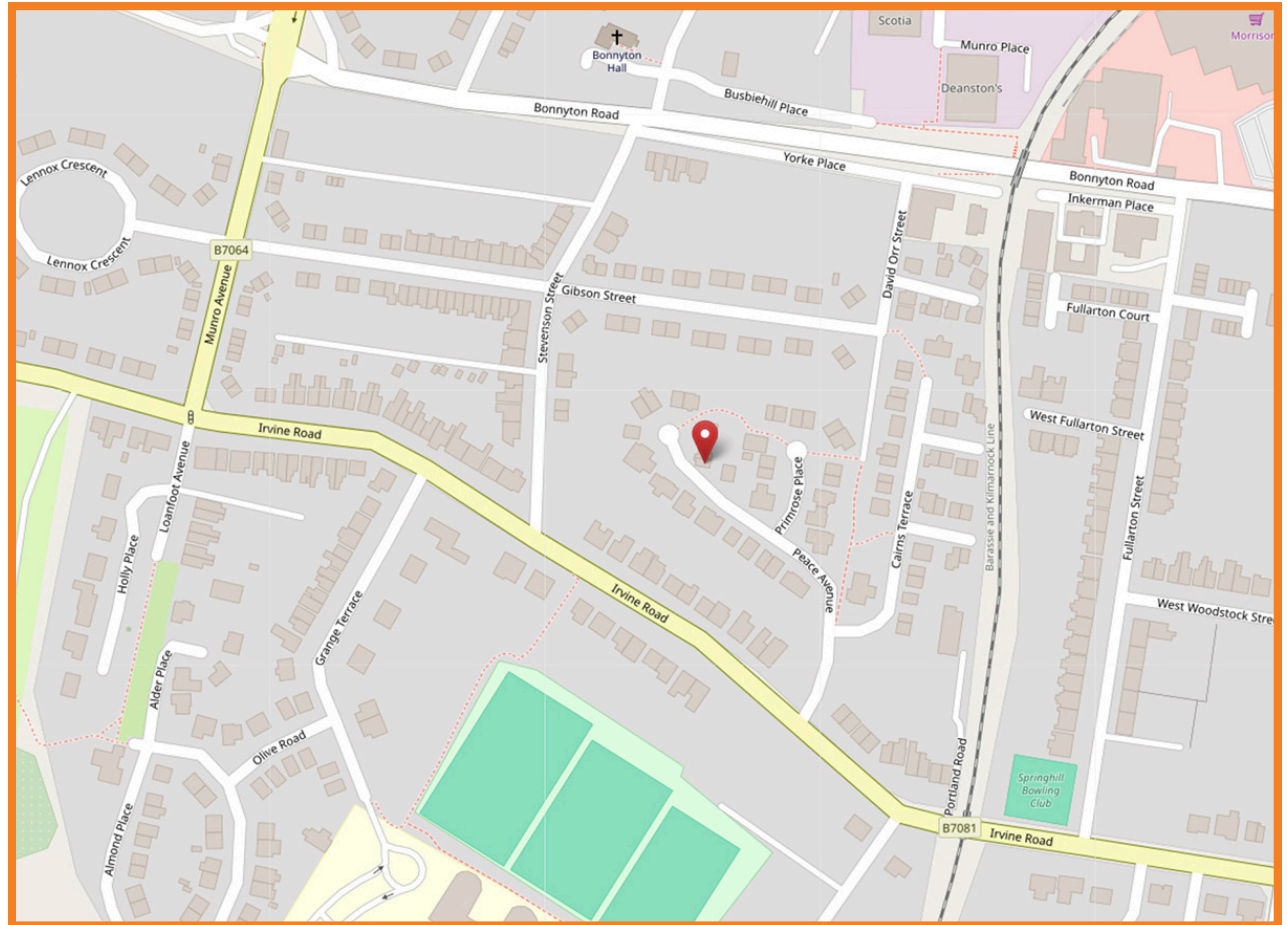 Scotia
Munro Place
Morrison
Bonnyton
Hall
Deanston's
Busbiehill Place
Bonnyton Road
Yorke Place
Lennox Crescent
Bonnyton Road
Inkerman Place
B7064
Lennox Crescent
David Orr Street
Gibson Street
Munro Avenue
Stevenson Street
Fullarton Court
Irvine Road
West Fullarton Street
Loanfoot Avenue
Primrose Place
Barassie and Kilmarnock Line
Fullarton Street
Holly Place
Cairns Terrace
Peace Avenue
Irvine Road
West Woodstock Stre
Grange Terrace
Alder Place
Olive Road
Portland Road
Springhill
Bowling
Club
Almond Place
B7081
Irvine Road